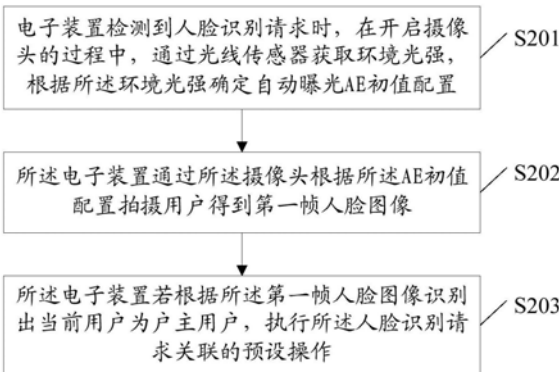 电子装置检测到人脸识别请求时，在开启摄像
头的过程中，通过光线传感器获取环境光强，
根据所述环境光强确定自动曝光AE初值配置
S201
所述电子装置通过所述摄像头根据所述AE初值
配置拍摄用户得到第一帧人脸图像
S202
所述电子装置若根据所述第一帧人脸图像识别
出当前用户为户主用户，执行所述人脸识别请
求关联的预设操作
S203